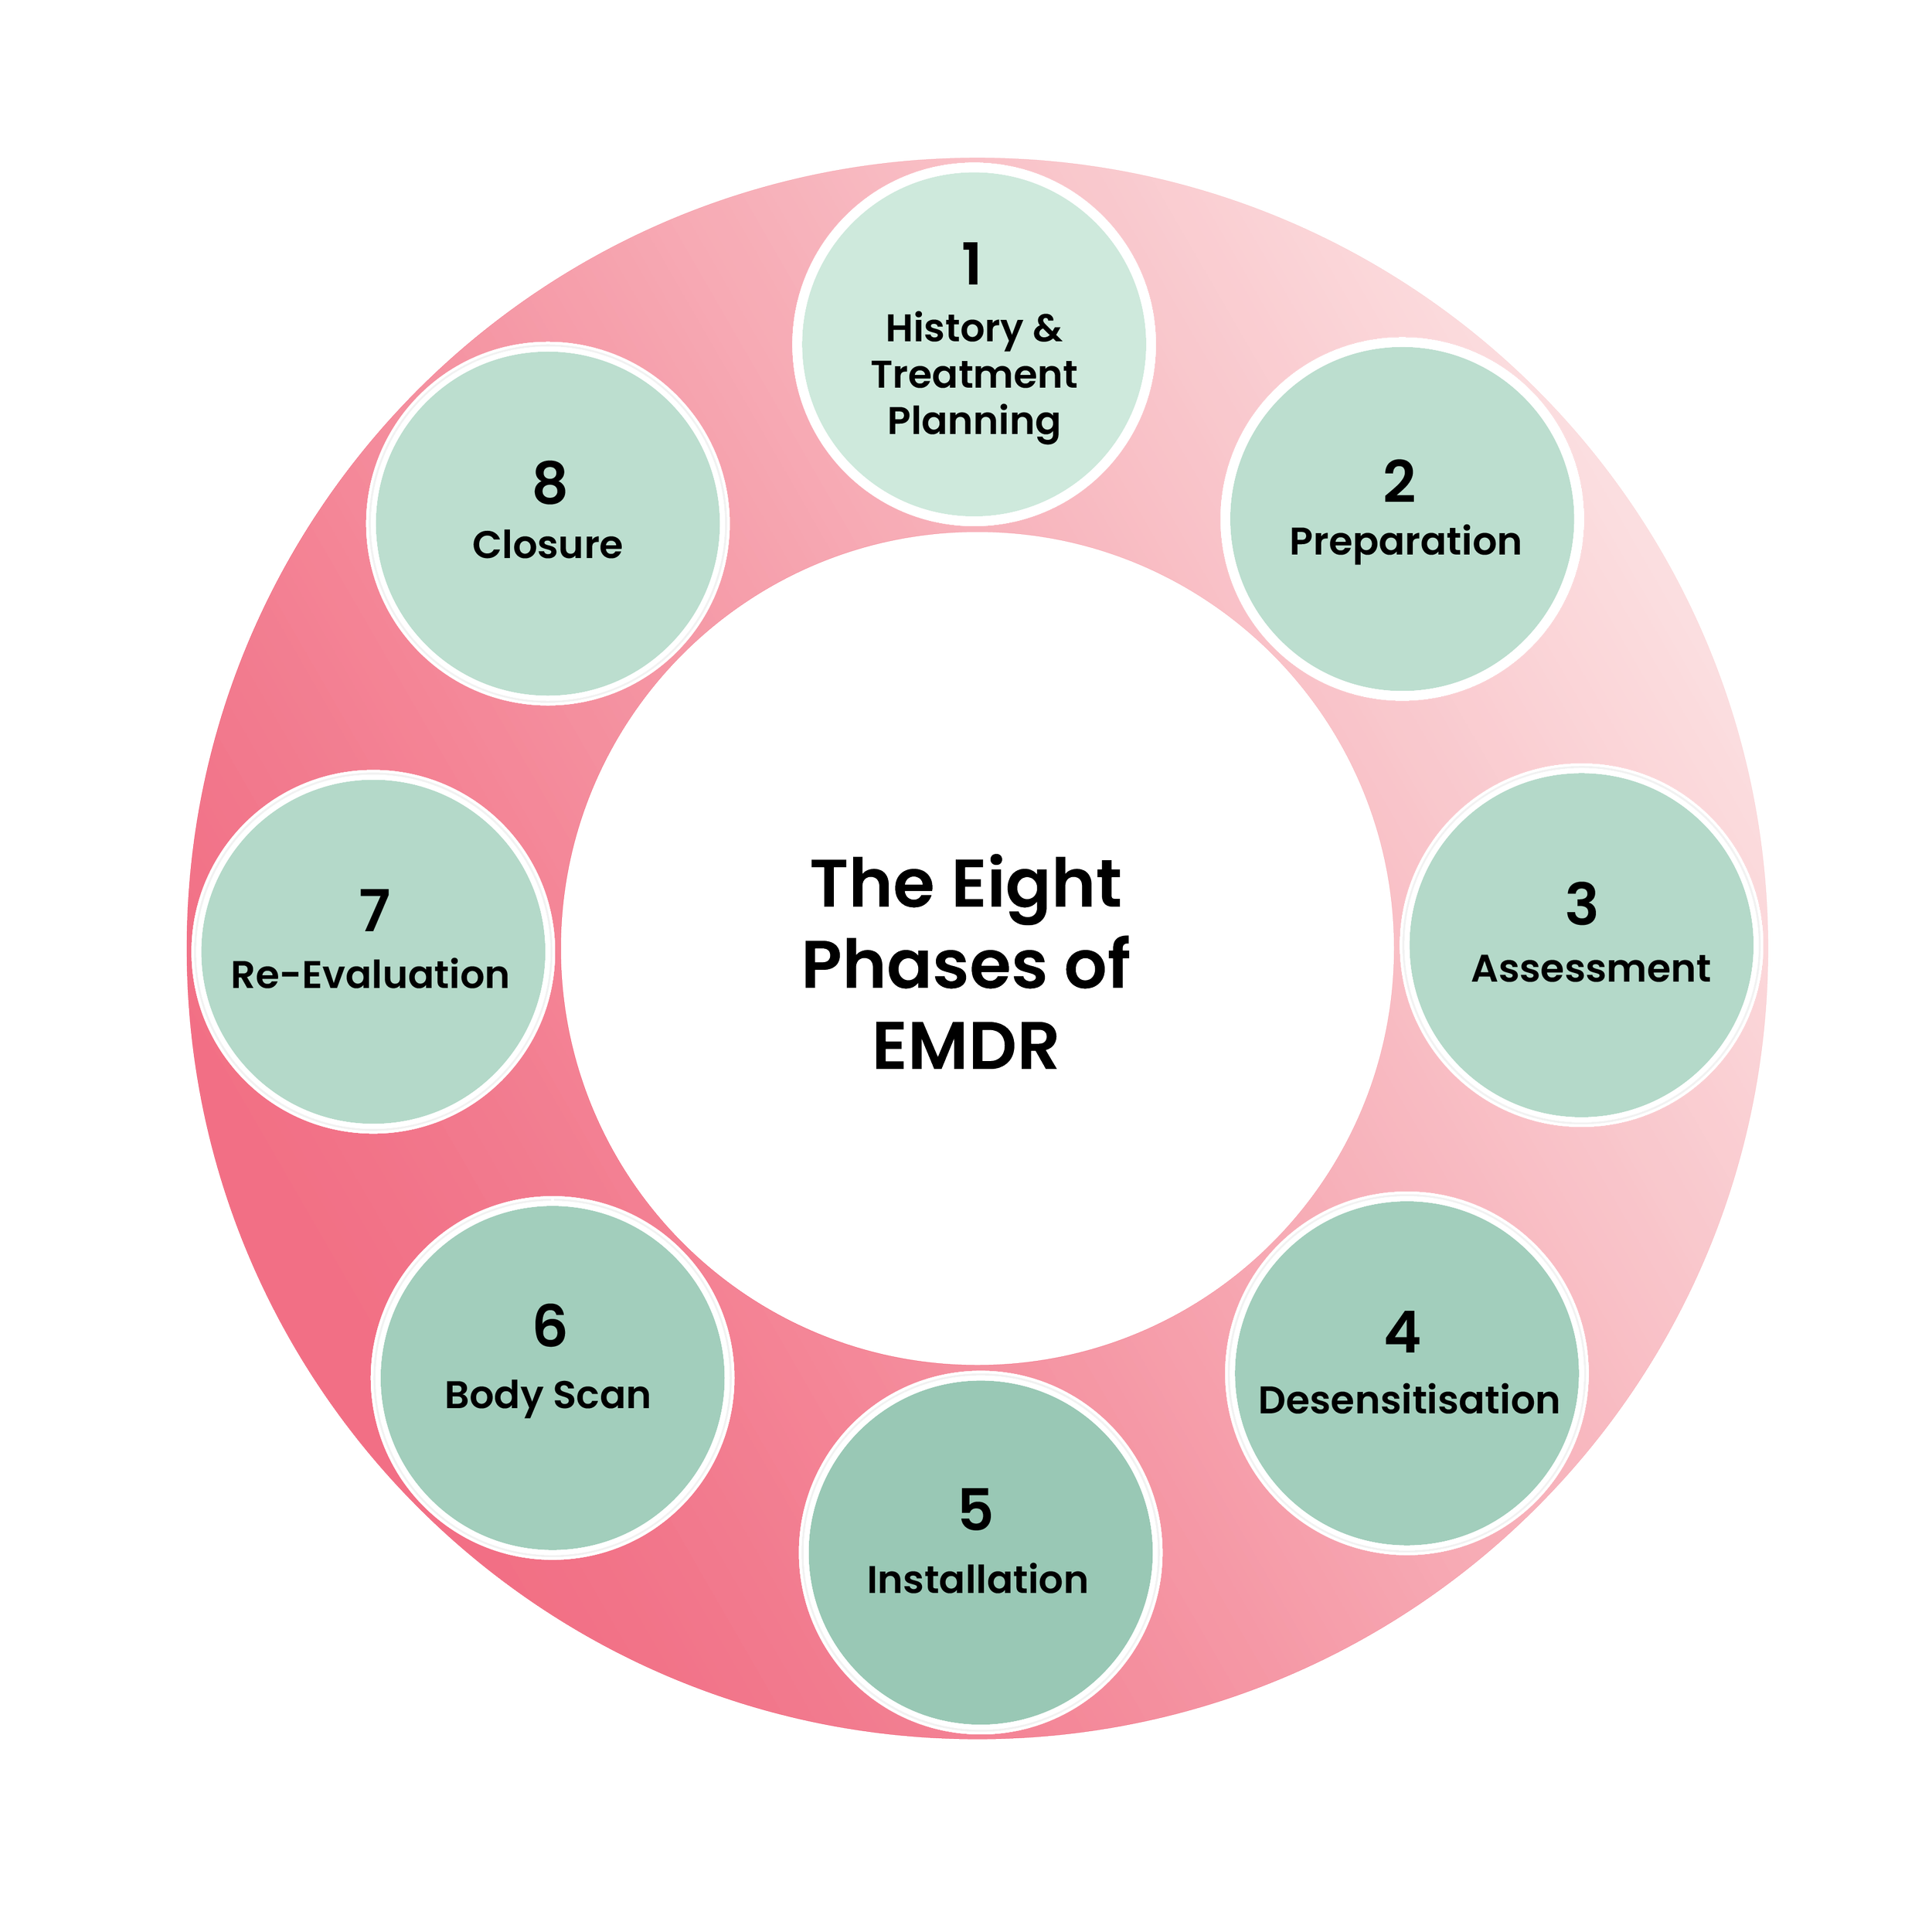 The Eight
Phases of
EMDR
1
History &
Treatment
Planning
2
Preparation
3
Assessment
4
Desensitisation
5
Installation
6
Body Scan
7
Re-Evaluation
8
Closure